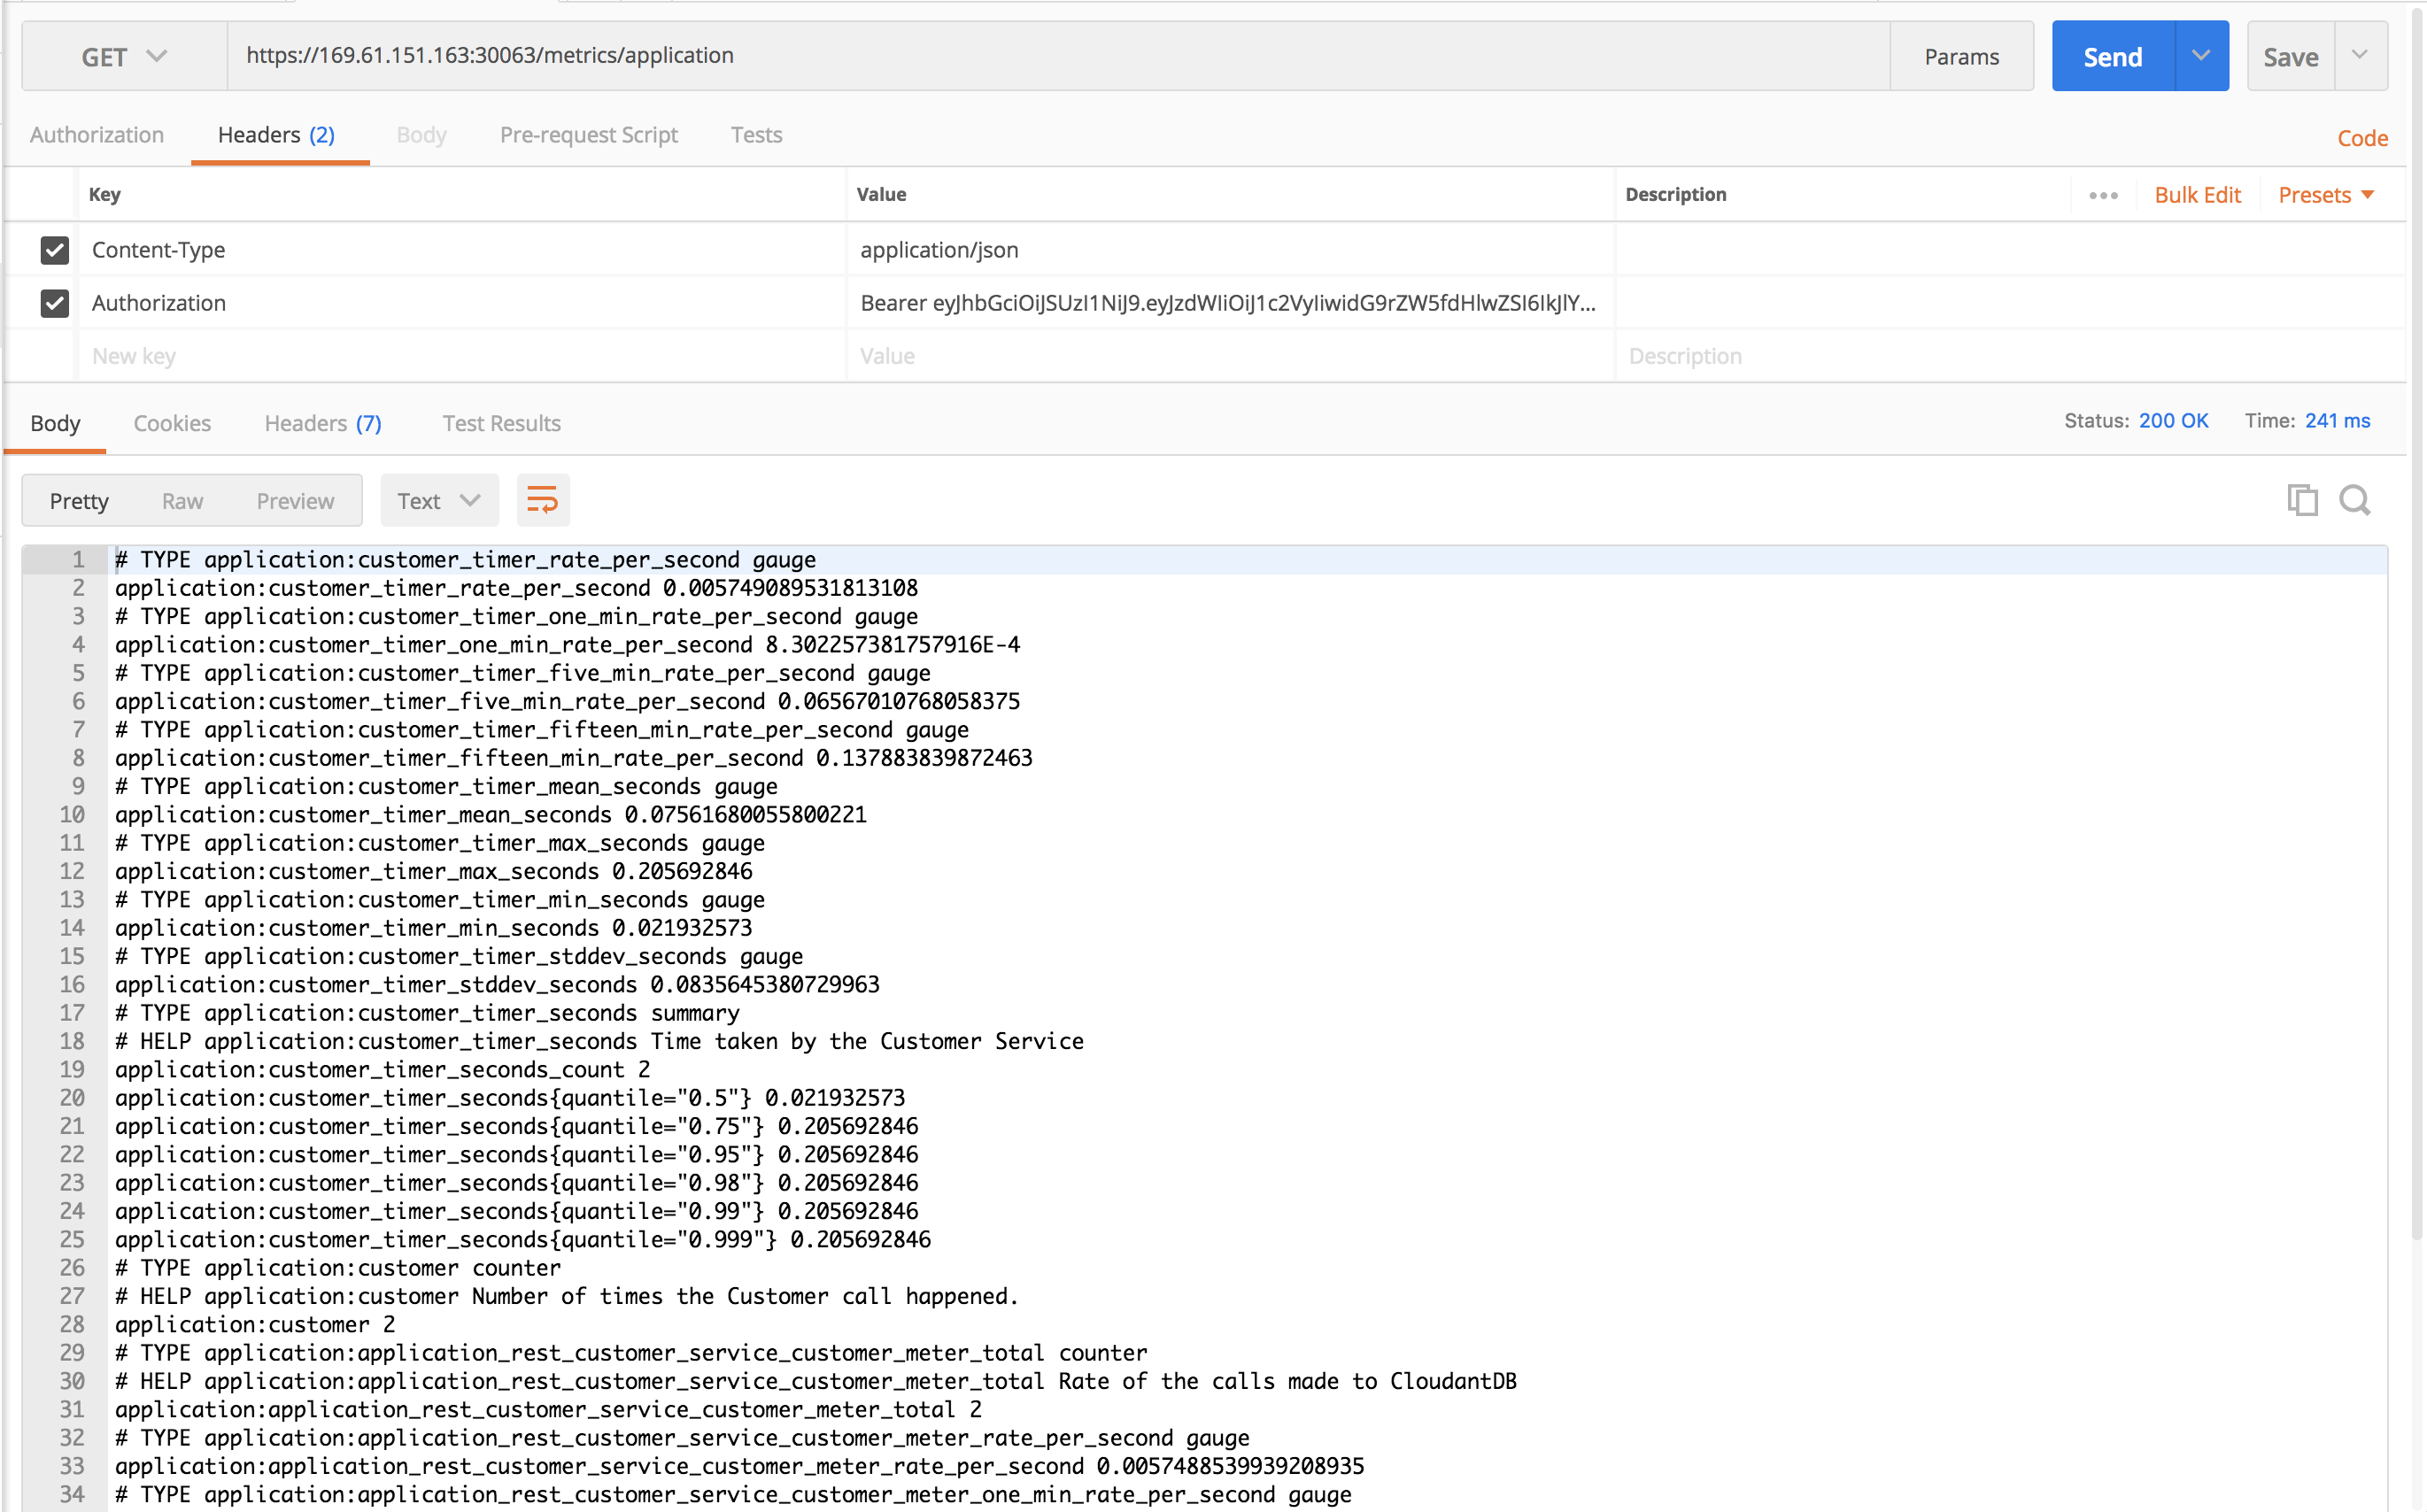 GET https://169.61.151.163:30063/metrics/application Params Send Save
Authorization Headers (2) Body Pre-request Script Tests Code
Key Value Description ••• Bulk Edit Presets
Content-Type application/json
Authorization Bearer eyJhbGciOiJSUzI1NiJ9.eyJzdWIiOiJ1c2VyIiwidG9rZW5fdHlwZSI6IkJlY...
New key Value Description
Body Cookies Headers (7) Test Results Status: 200 OK Time: 241 ms
Pretty Raw Preview Text
1 # TYPE application:customer_timer_rate_per_second gauge
2 application:customer_timer_rate_per_second 0.005749089531813108
3 # TYPE application:customer_timer_one_min_rate_per_second gauge
4 application:customer_timer_one_min_rate_per_second 8.302257381757916E-4
5 # TYPE application:customer_timer_five_min_rate_per_second gauge
6 application:customer_timer_five_min_rate_per_second 0.06567010768058375
7 # TYPE application:customer_timer_fifteen_min_rate_per_second gauge
8 application:customer_timer_fifteen_min_rate_per_second 0.137883839872463
9 # TYPE application:customer_timer_mean_seconds gauge
10 application:customer_timer_mean_seconds 0.07561680055800221
11 # TYPE application:customer_timer_max_seconds gauge
12 application:customer_timer_max_seconds 0.205692846
13 # TYPE application:customer_timer_min_seconds gauge
14 application:customer_timer_min_seconds 0.021932573
15 # TYPE application:customer_timer_stddev_seconds gauge
16 application:customer_timer_stddev_seconds 0.0835645380729963
17 # TYPE application:customer_timer_seconds summary
18 # HELP application:customer_timer_seconds Time taken by the Customer Service
19 application:customer_timer_seconds_count 2
20 application:customer_timer_seconds{quantile="0.5"} 0.021932573
21 application:customer_timer_seconds{quantile="0.75"} 0.205692846
22 application:customer_timer_seconds{quantile="0.95"} 0.205692846
23 application:customer_timer_seconds{quantile="0.98"} 0.205692846
24 application:customer_timer_seconds{quantile="0.99"} 0.205692846
25 application:customer_timer_seconds{quantile="0.999"} 0.205692846
26 # TYPE application:customer counter
27 # HELP application:customer Number of times the Customer call happened.
28 application:customer 2
29 # TYPE application:application_rest_customer_service_customer_meter_total counter
30 # HELP application:application_rest_customer_service_customer_meter_total Rate of the calls made to CloudantDB
31 application:application_rest_customer_service_customer_meter_total 2
32 # TYPE application:application_rest_customer_service_customer_meter_rate_per_second gauge
33 application:application_rest_customer_service_customer_meter_rate_per_second 0.0057488539939208935
34 # TYPE application:application_rest_customer_service_customer_meter_one_min_rate_per_second gauge